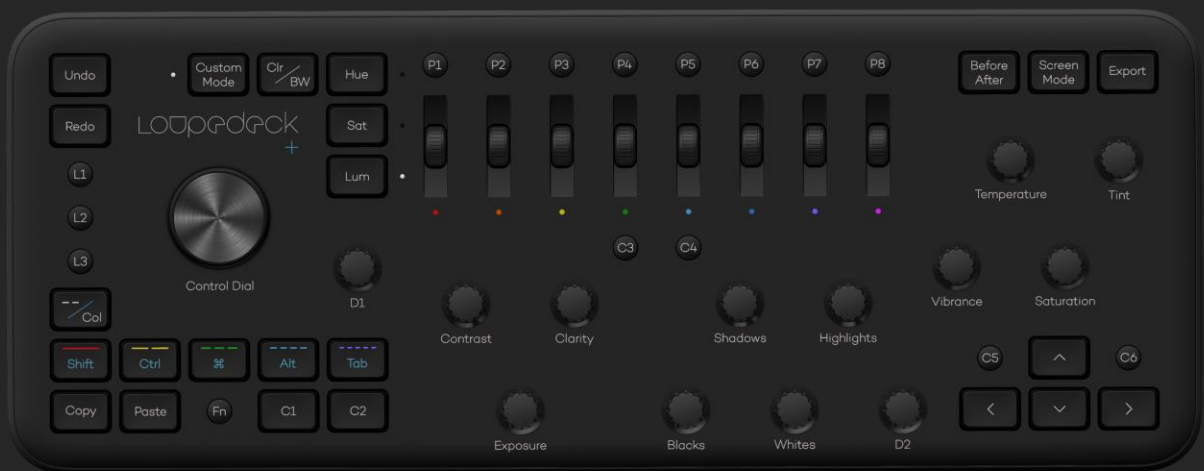 Undo
Custom
Mode
Clr
BW
Hue
P1
P2
P3
P4
P5
P6
P7
P8
Before
After
Screen
Mode
Export
Redo
Loupedeck
+
Sat
L1
Lum
Temperature
Tint
L2
L3
Control Dial
D1
C3
C4
Contrast
Clarity
Shadows
Highlights
Vibrance
Saturation
Col
Shift
Ctrl
⌘
Alt
Tab
C5
C6
Copy
Paste
Fn
C1
C2
Exposure
Blacks
Whites
D2